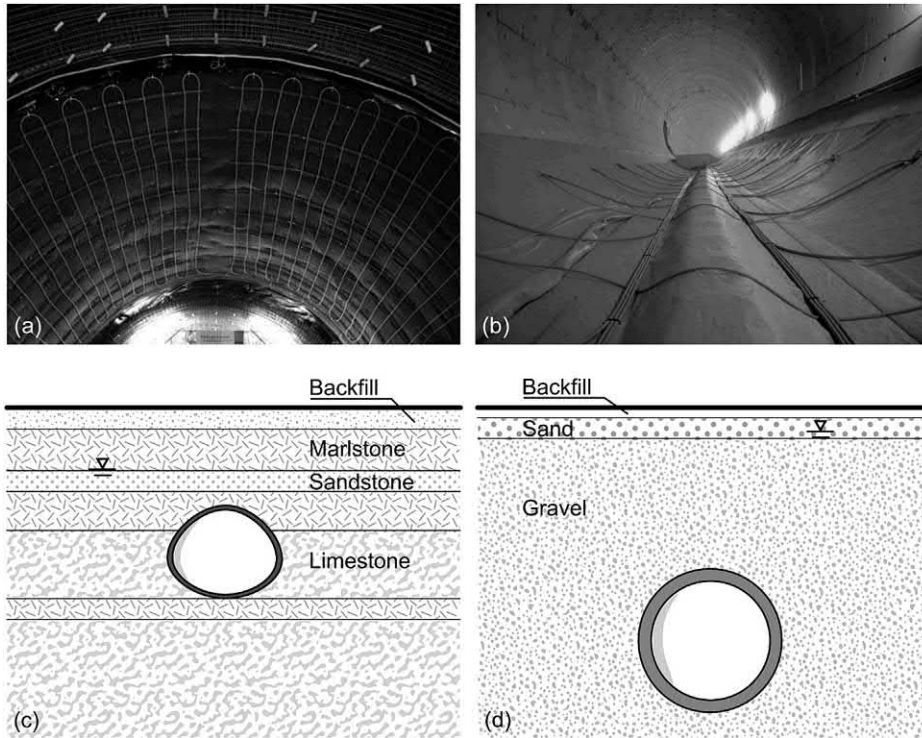 (a)
(b)
Backfill
Marlstone
Sandstone
Limestone
(c)
Backfill
Sand
Gravel
(d)